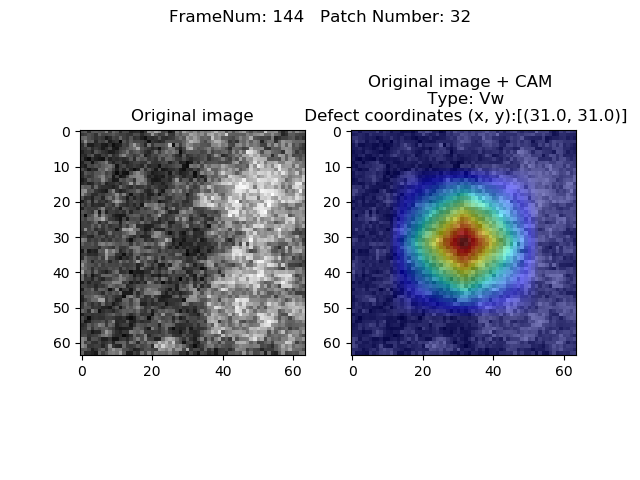 FrameNum: 144   Patch Number: 32
Original image
0
10
20
30
40
50
60
0 20 40 60
Original image + CAM
Type: Vw
Defect coordinates (x, y):[(31.0, 31.0)]
0
10
20
30
40
50
60
0 20 40 60